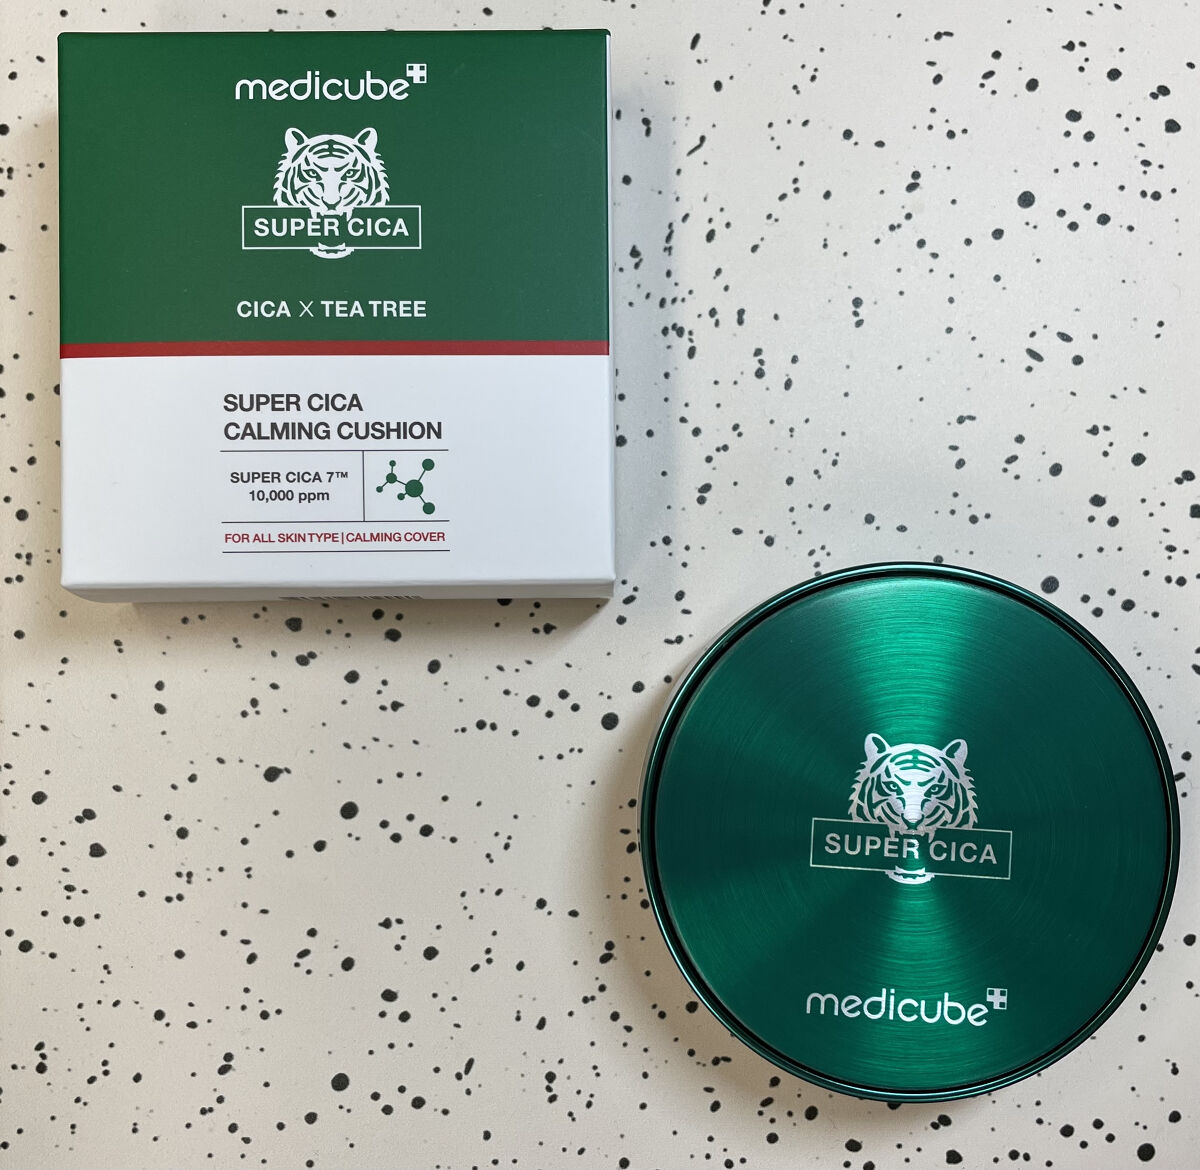 medicube
SUPER CICA
CICA X TEA TREE
SUPER CICA
CALMING CUSHION
SUPER CICA 7™
10,000 ppm
FOR ALL SKIN TYPE | CALMING COVER
SUPER CICA
medicube